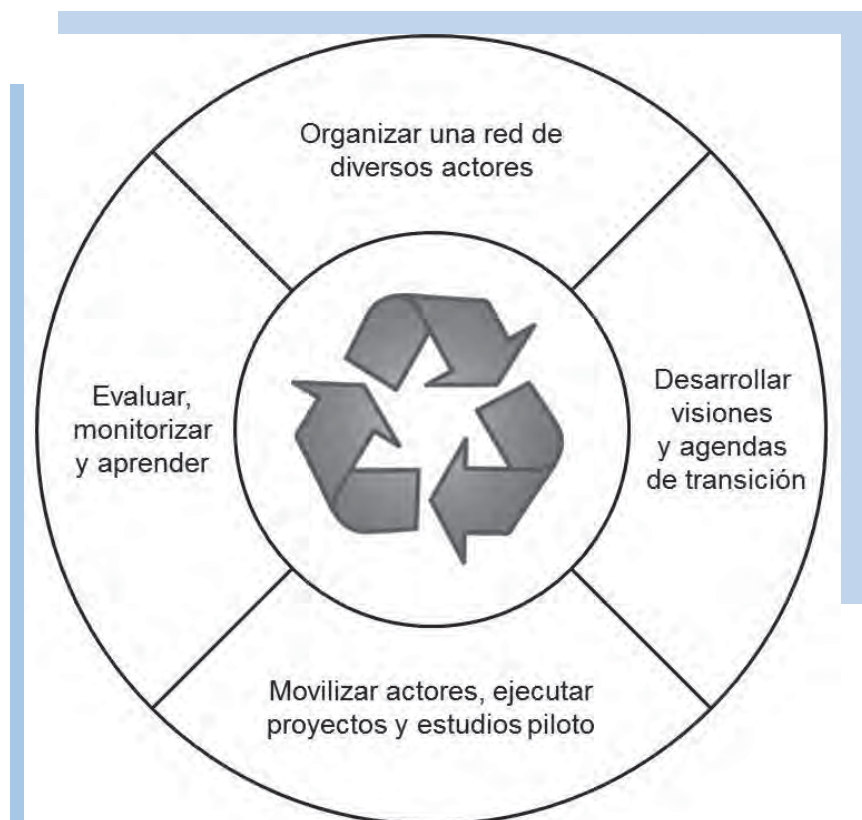 Organizar una red de
diversos actores
Desarrollar
visiones
y agendas
de transición
Movilizar actores, ejecutar
proyectos y estudios piloto
Evaluar,
monitorizar
y aprender